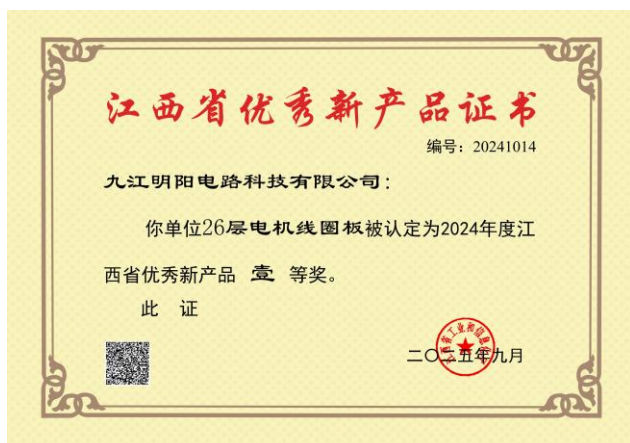 江西省优秀新产品证书
编号：20241014
九江明阳电路科技有限公司：
你单位26层电机线圈板被认定为2024年度江
西省优秀新产品 壹 等奖。
此 证
二〇二五年九月